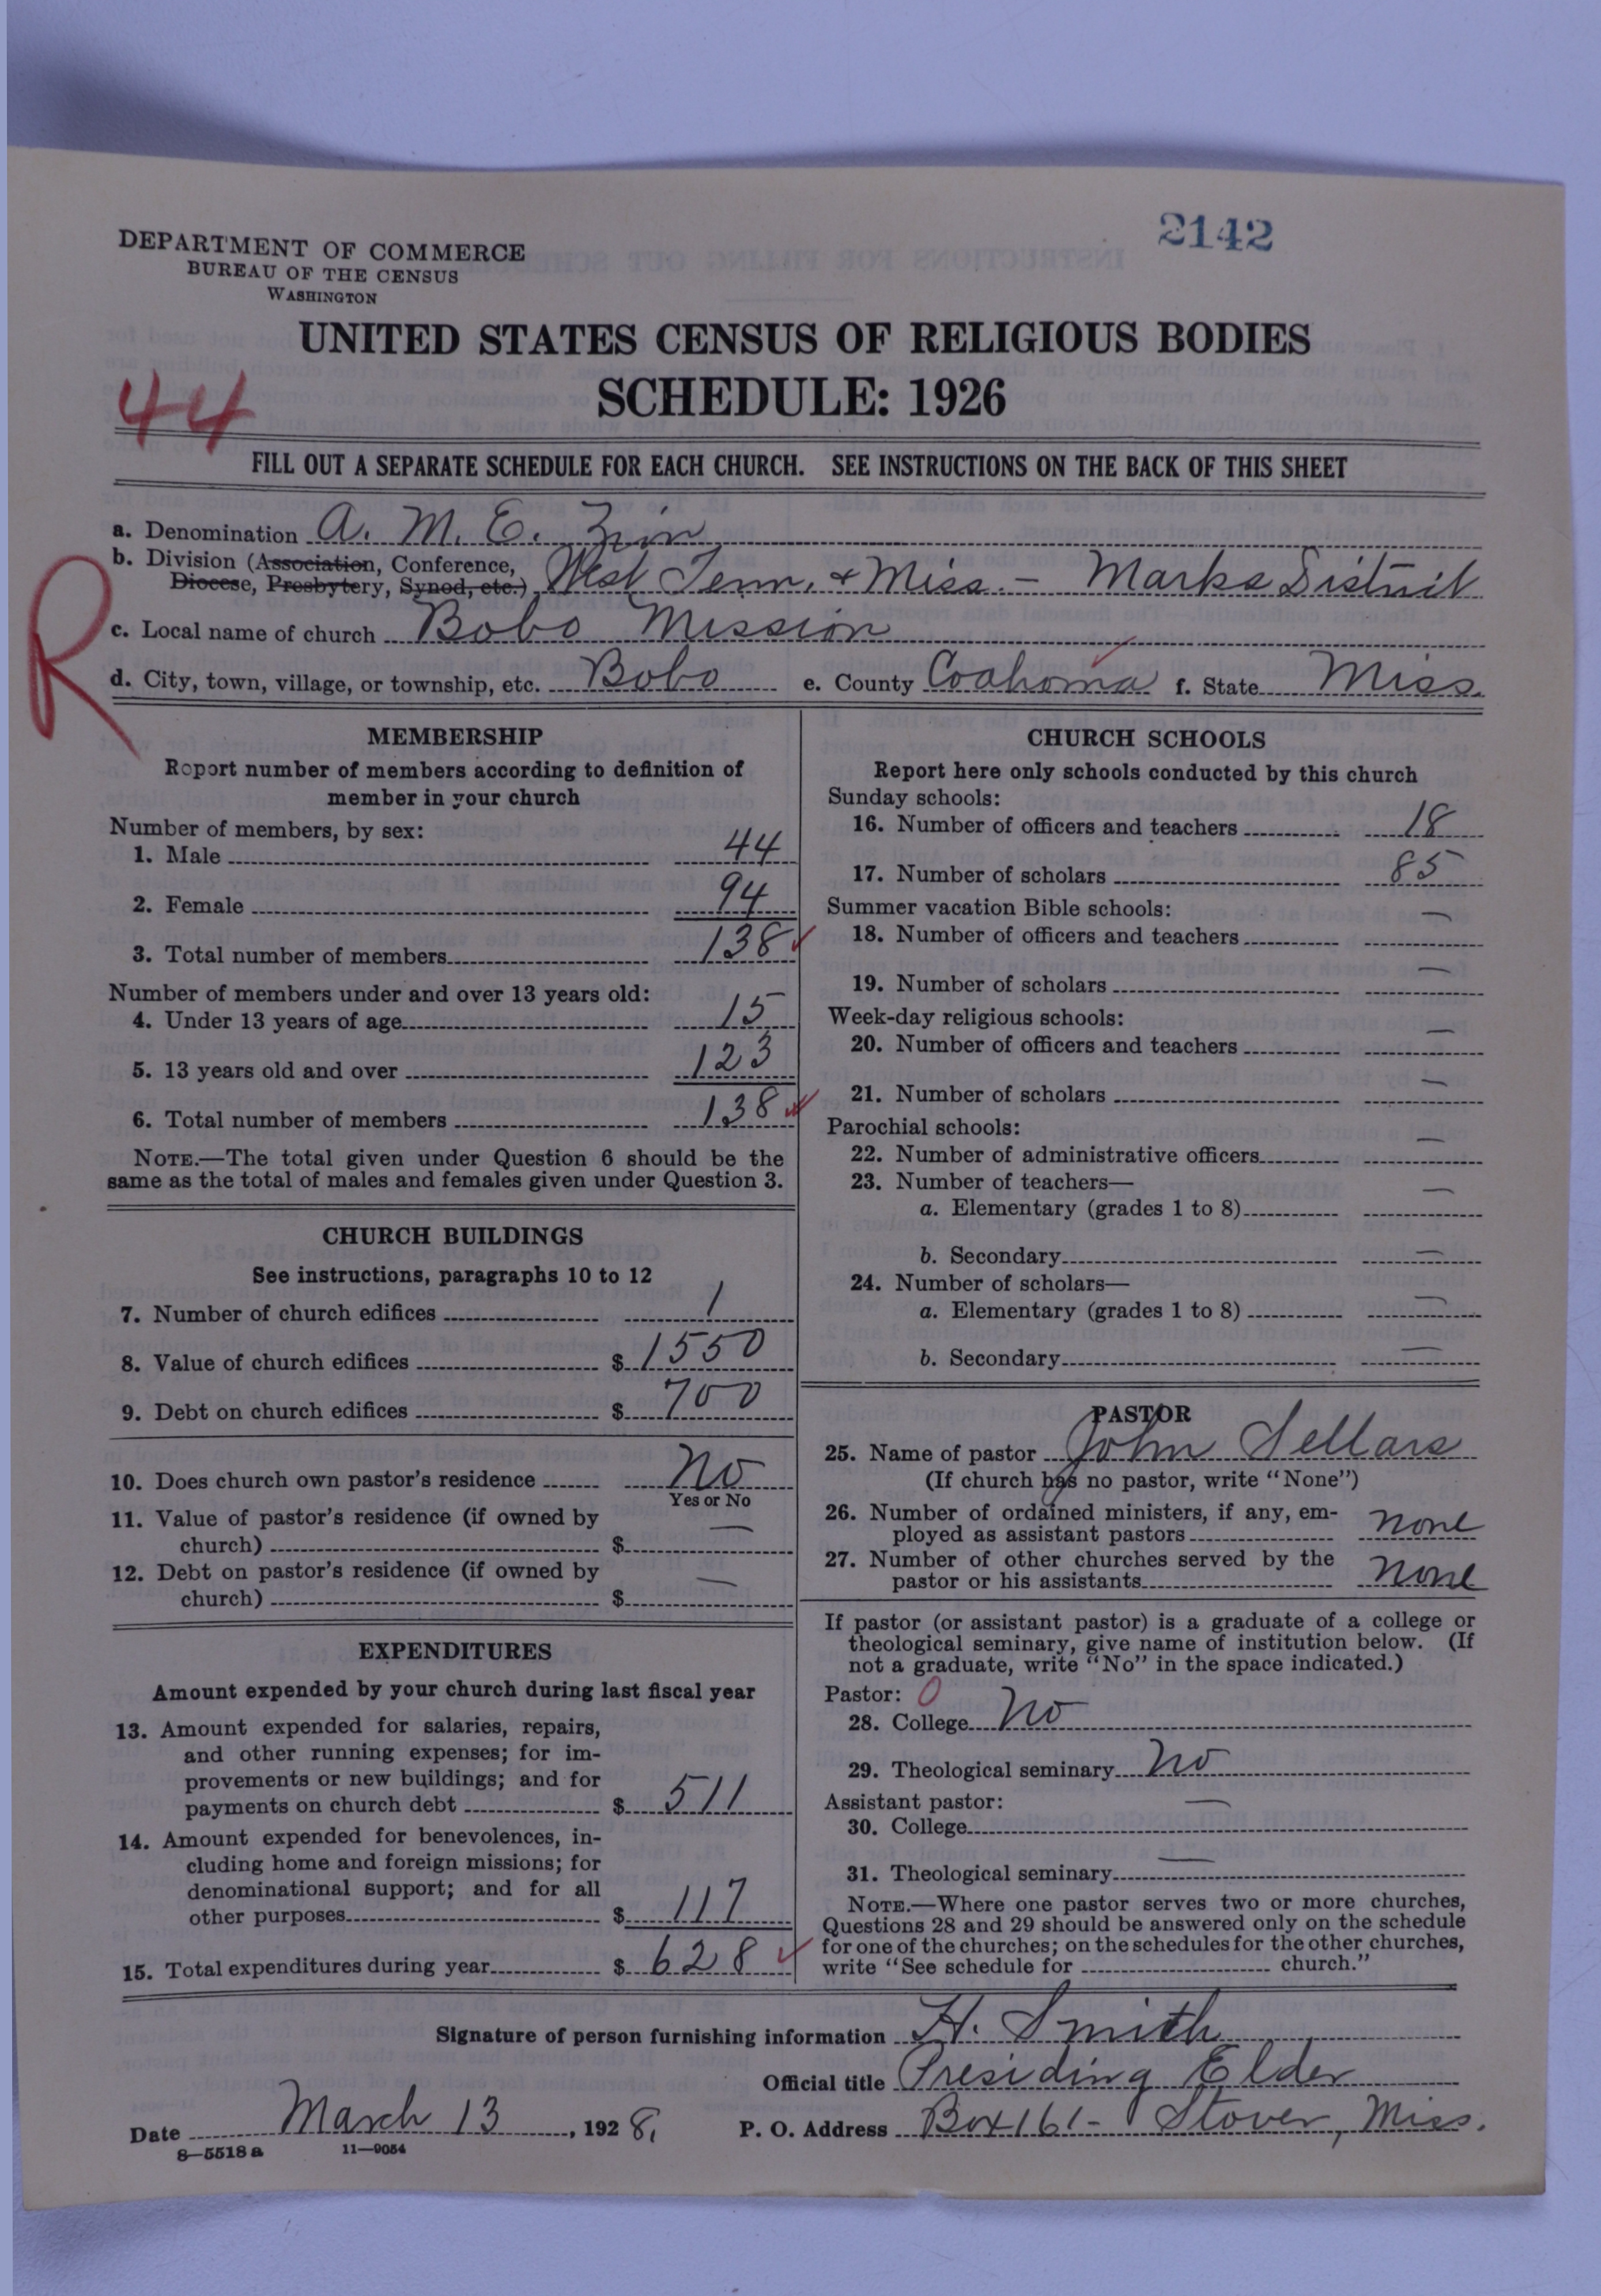 2142
DEPARTMENT OF COMMERCE
BUREAU OF THE CENSUS
WASHINGTON
UNITED STATES CENSUS OF RELIGIOUS BODIES
SCHEDULE: 1926
44
FILL OUT A SEPARATE SCHEDULE FOR EACH CHURCH. SEE INSTRUCTIONS ON THE BACK OF THIS SHEET
R
a. Denomination A. M. E. Zion
b. Division (Association, Conference,
Diocese, Presbytery, Synod, etc.) West Tenn. & Miss. - Marks District
c. Local name of church Bobo Mission
d. City, town, village, or township, etc. Bobo e. County Coahoma f. State Miss.
MEMBERSHIP
Report number of members according to definition of
member in your church
Number of members, by sex:
1. Male 44
2. Female 94
3. Total number of members 138
Number of members under and over 13 years old:
4. Under 13 years of age 15
5. 13 years old and over 123
6. Total number of members 138
NOTE.—The total given under Question 6 should be the
same as the total of males and females given under Question 3.
CHURCH BUILDINGS
See instructions, paragraphs 10 to 12
7. Number of church edifices 1
8. Value of church edifices $ 1550
9. Debt on church edifices $ 700
10. Does church own pastor's residence No
Yes or No
11. Value of pastor's residence (if owned by
church) $ —
12. Debt on pastor's residence (if owned by
church) $ —
EXPENDITURES
Amount expended by your church during last fiscal year
13. Amount expended for salaries, repairs,
and other running expenses; for im-
provements or new buildings; and for
payments on church debt $ 511
14. Amount expended for benevolences, in-
cluding home and foreign missions; for
denominational support; and for all
other purposes $ 117
15. Total expenditures during year $ 628
CHURCH SCHOOLS
Report here only schools conducted by this church
Sunday schools:
16. Number of officers and teachers 18
17. Number of scholars 85
Summer vacation Bible schools:
18. Number of officers and teachers —
19. Number of scholars —
Week-day religious schools:
20. Number of officers and teachers —
21. Number of scholars —
Parochial schools:
22. Number of administrative officers —
23. Number of teachers—
a. Elementary (grades 1 to 8) —
b. Secondary —
24. Number of scholars—
a. Elementary (grades 1 to 8) —
b. Secondary —
PASTOR
25. Name of pastor John Sellars
(If church has no pastor, write "None")
26. Number of ordained ministers, if any, em-
ployed as assistant pastors none
27. Number of other churches served by the
pastor or his assistants none
If pastor (or assistant pastor) is a graduate of a college or
theological seminary, give name of institution below. (If
not a graduate, write "No" in the space indicated.)
Pastor: 0
28. College No
29. Theological seminary No
Assistant pastor:
30. College —
31. Theological seminary —
NOTE.—Where one pastor serves two or more churches,
Questions 28 and 29 should be answered only on the schedule
for one of the churches; on the schedules for the other churches,
write "See schedule for church."
Signature of person furnishing information H. Smith
Official title Presiding Elder
Date March 13, 1928. P. O. Address Box 161 - Stover, Miss.
8—5518 a 11—9054